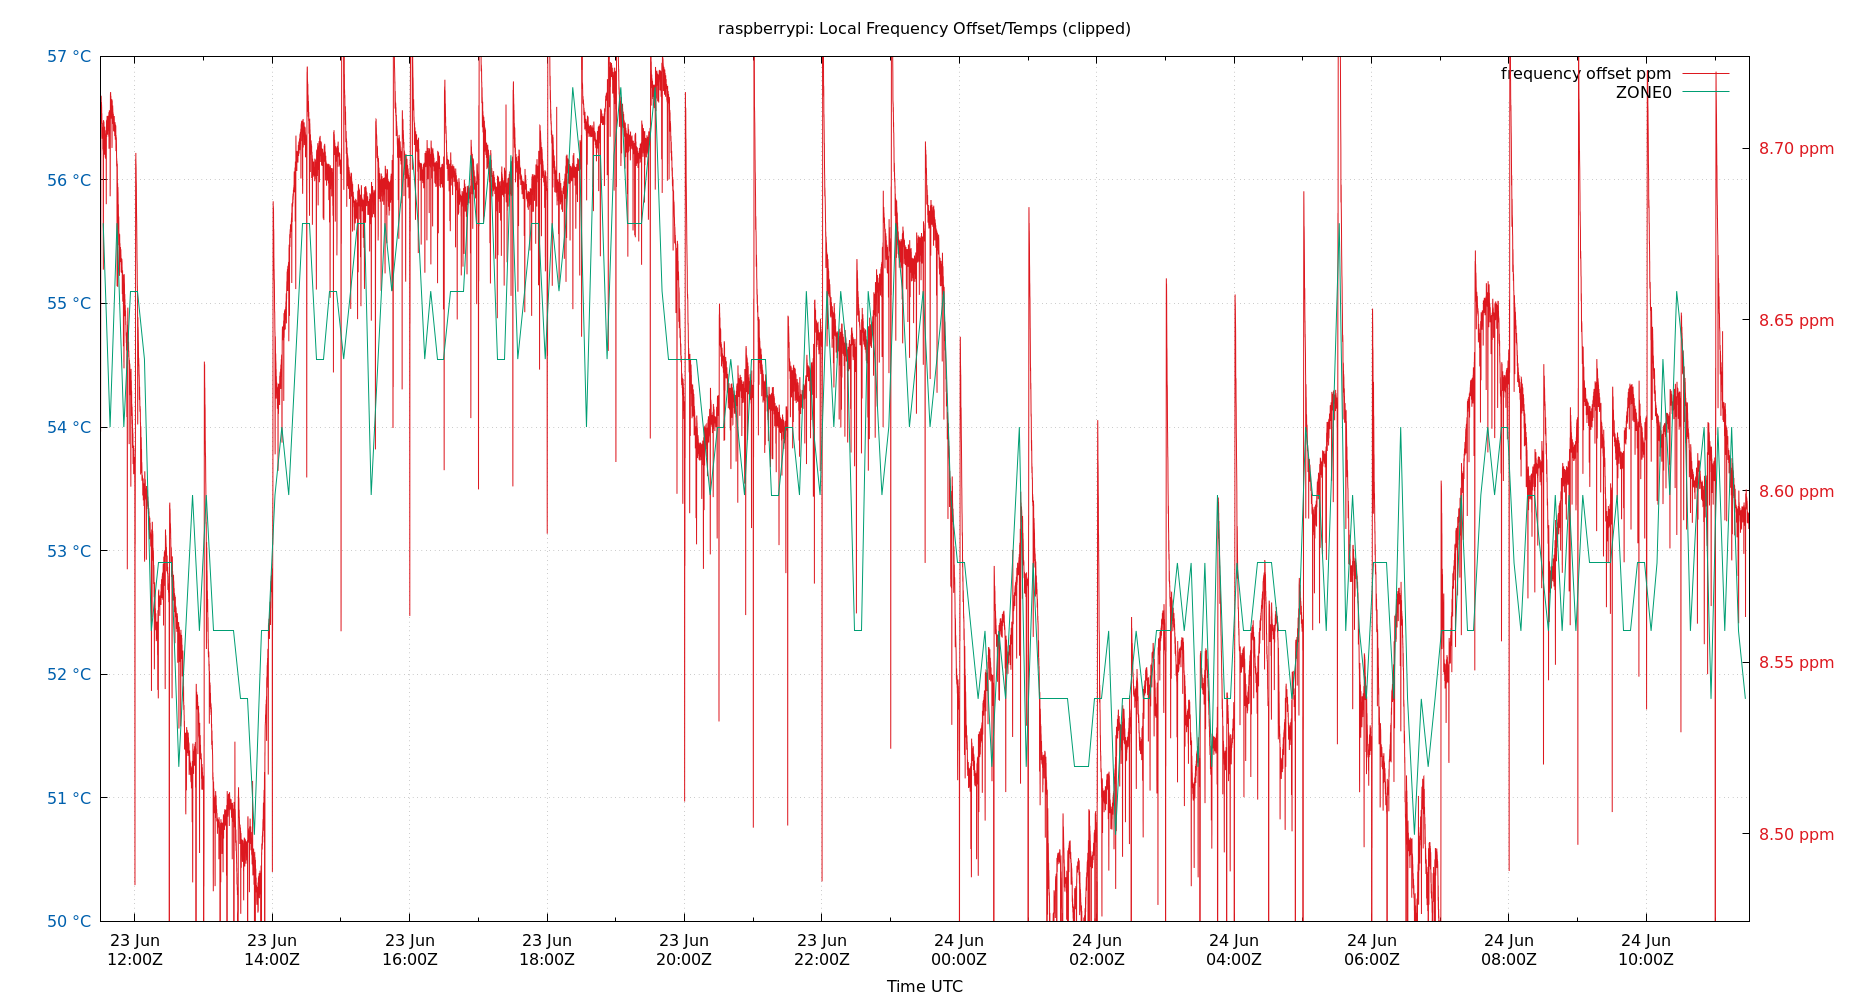 raspberrypi: Local Frequency Offset/Temps (clipped)
57 °C
56 °C
55 °C
54 °C
53 °C
52 °C
51 °C
50 °C
frequency offset ppm
ZONE0
8.70 ppm
8.65 ppm
8.60 ppm
8.55 ppm
8.50 ppm
23 Jun 23 Jun 23 Jun 23 Jun 23 Jun 23 Jun 24 Jun 24 Jun 24 Jun 24 Jun 24 Jun 24 Jun
12:00Z 14:00Z 16:00Z 18:00Z 20:00Z 22:00Z 00:00Z 02:00Z 04:00Z 06:00Z 08:00Z 10:00Z
Time UTC